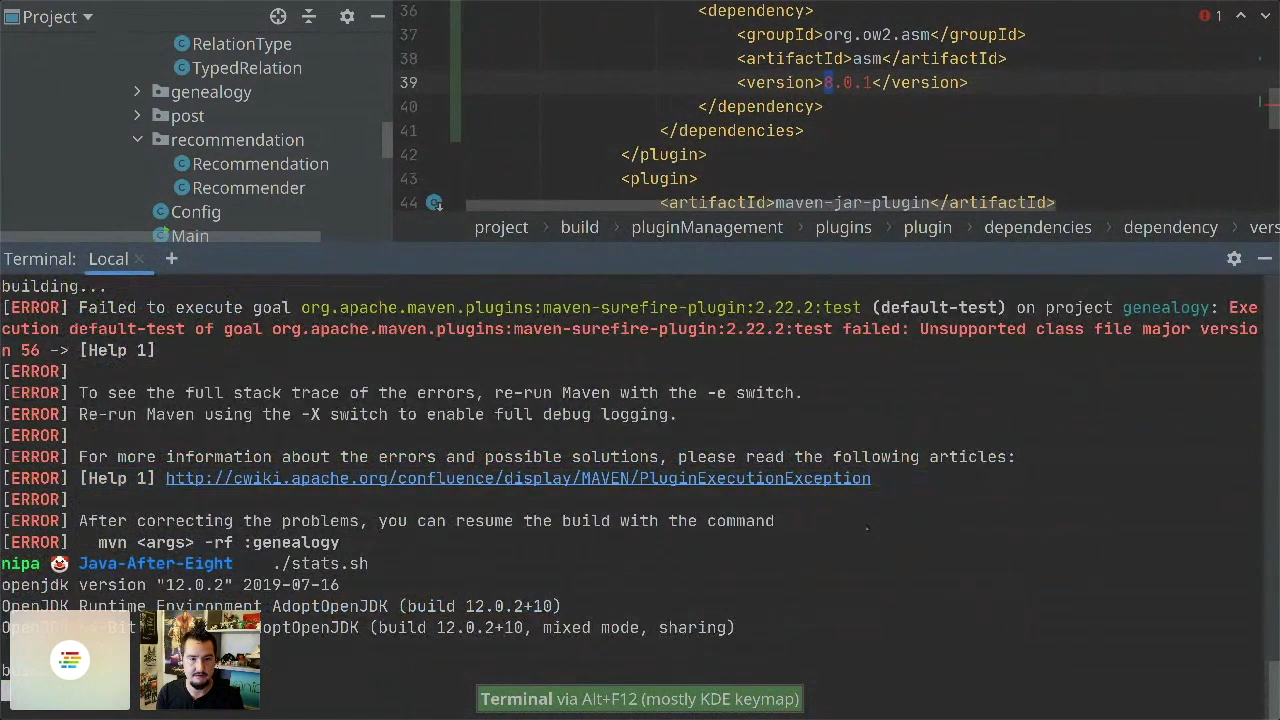 Project
RelationType
TypedRelation
genealogy
post
recommendation
Recommendation
Recommender
Config
Main
36 <dependency>
37 <groupId>org.ow2.asm</groupId>
38 <artifactId>asm</artifactId>
39 <version>8.0.1</version>
40 </dependency>
41 </dependencies>
42 </plugin>
43 <plugin>
44 <artifactId>maven-jar-plugin</artifactId>
1
project build pluginManagement plugins plugin dependencies dependency vers
Terminal: Local
building...
[ERROR] Failed to execute goal org.apache.maven.plugins:maven-surefire-plugin:2.22.2:test (default-test) on project genealogy: Exe
cution default-test of goal org.apache.maven.plugins:maven-surefire-plugin:2.22.2:test failed: Unsupported class file major versio
n 56 -> [Help 1]
[ERROR]
[ERROR] To see the full stack trace of the errors, re-run Maven with the -e switch.
[ERROR] Re-run Maven using the -X switch to enable full debug logging.
[ERROR]
[ERROR] For more information about the errors and possible solutions, please read the following articles:
[ERROR] [Help 1] http://cwiki.apache.org/confluence/display/MAVEN/PluginExecutionException
[ERROR]
[ERROR] After correcting the problems, you can resume the build with the command
[ERROR] mvn <args> -rf :genealogy
nipa 🤡 Java-After-Eight ./stats.sh
openjdk version "12.0.2" 2019-07-16
OpenJDK Runtime Environment AdoptOpenJDK (build 12.0.2+10)
optOpenJDK (build 12.0.2+10, mixed mode, sharing)
Terminal via Alt+F12 (mostly KDE keymap)